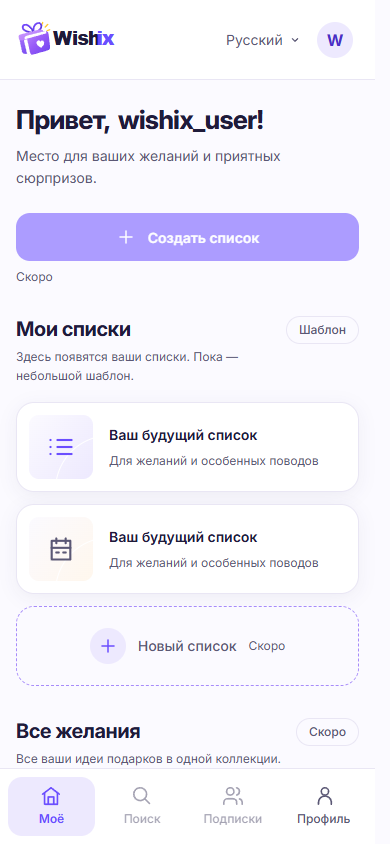 Wishix
Русский
W
Привет, wishix_user!
Место для ваших желаний и приятных
сюрпризов.
Создать список
Скоро
Мои списки
Шаблон
Здесь появятся ваши списки. Пока —
небольшой шаблон.
Ваш будущий список
Для желаний и особенных поводов
Ваш будущий список
Для желаний и особенных поводов
Новый список Скоро
Все желания
Скоро
Все ваши идеи подарков в одной коллекции.
Моё
Поиск
Подписки
Профиль